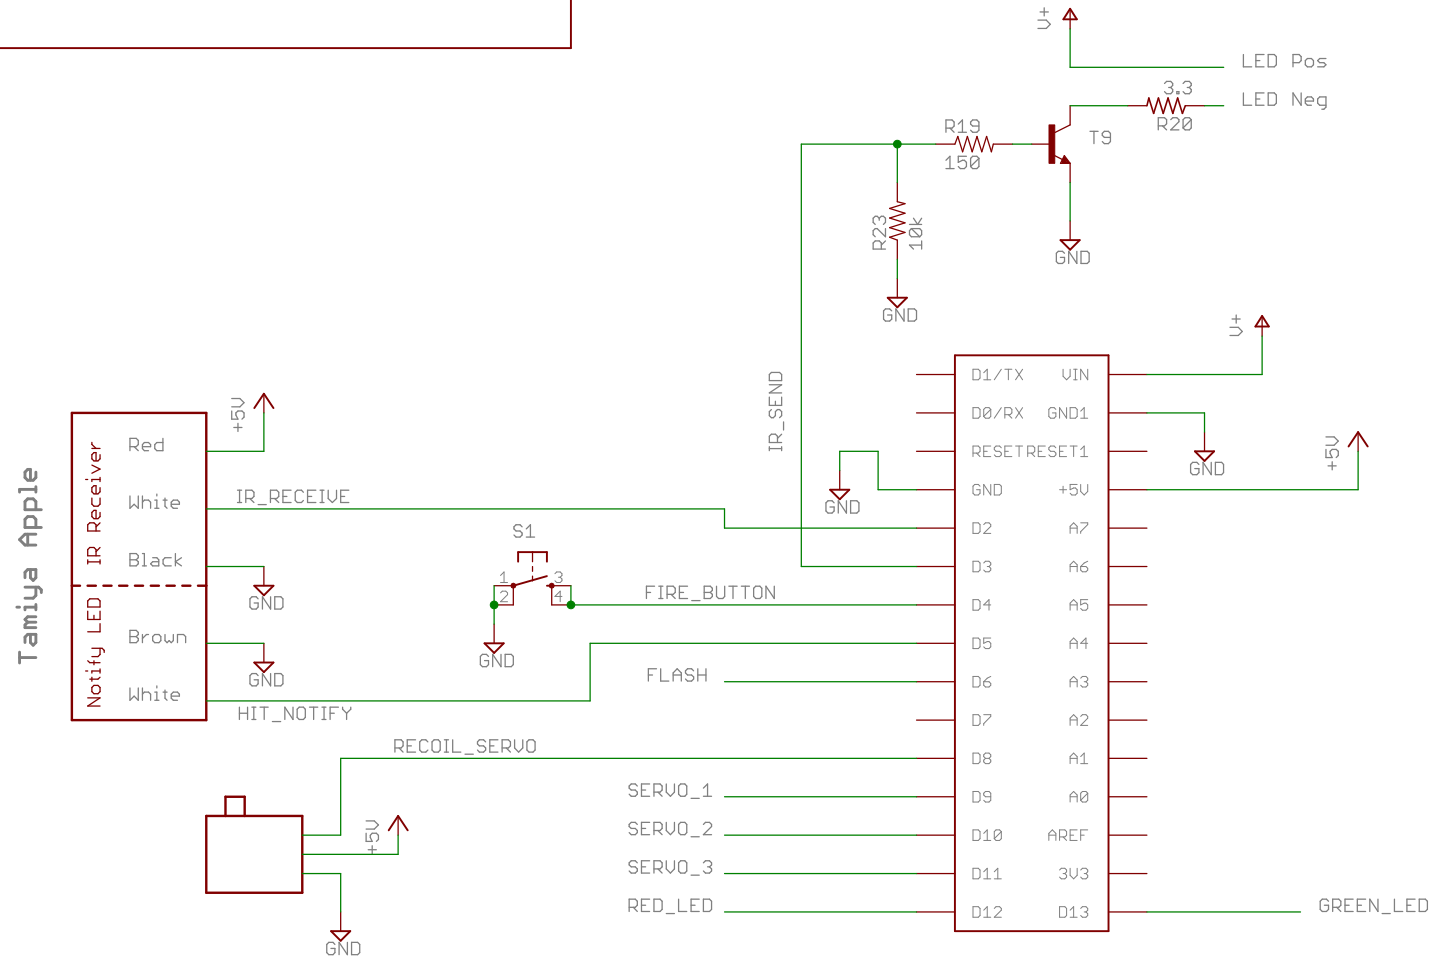 V+
LED Pos
3.3
LED Neg
R20
R19
150
T9
R23
10k
GND
GND
V+
IR_SEND
D1/TX
VIN
D0/RX
GND1
GND
RESET
RESET1
+5V
GND
GND
+5V
D2
A7
D3
A6
D4
A5
D5
A4
D6
A3
D7
A2
D8
A1
D9
A0
D10
AREF
D11
3V3
D12
D13
GREEN_LED
Tamiya Apple
IR Receiver
Notify LED
Red
+5V
White
IR_RECEIVE
Black
GND
Brown
GND
White
HIT_NOTIFY
S1
1
3
2
4
GND
FIRE_BUTTON
FLASH
RECOIL_SERVO
SERVO_1
SERVO_2
SERVO_3
RED_LED
+5V
GND